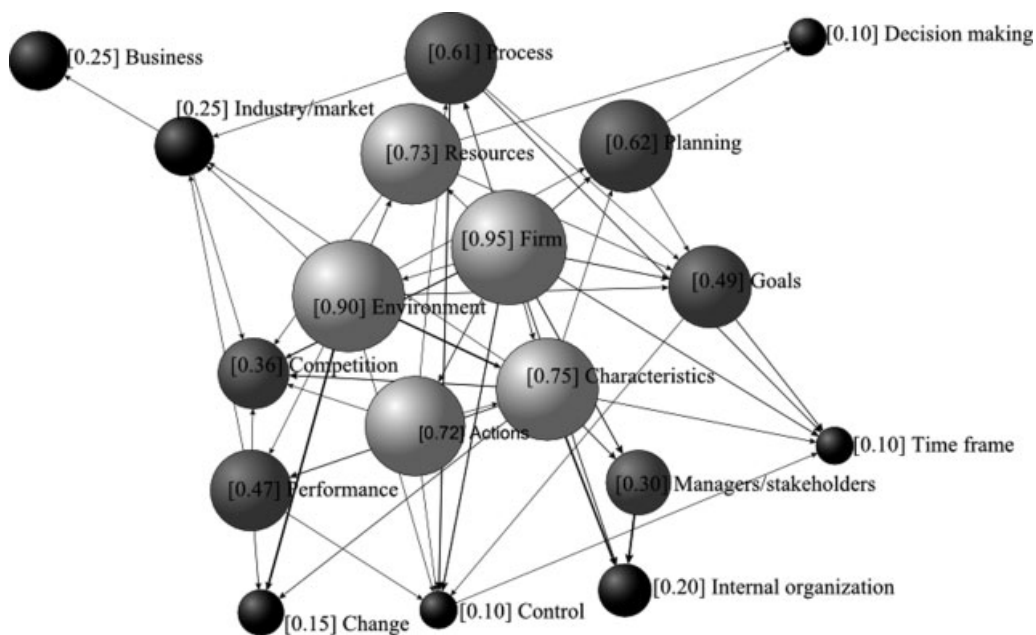 [0.61] Process
[0.10] Decision making
[0.25] Business
[0.25] Industry/market
[0.73] Resources
[0.62] Planning
[0.95] Firm
[0.49] Goals
[0.90] Environment
[0.36] Competition
[0.75] Characteristics
[0.72] Actions
[0.10] Time frame
[0.47] Performance
[0.30] Managers/stakeholders
[0.20] Internal organization
[0.15] Change
[0.10] Control